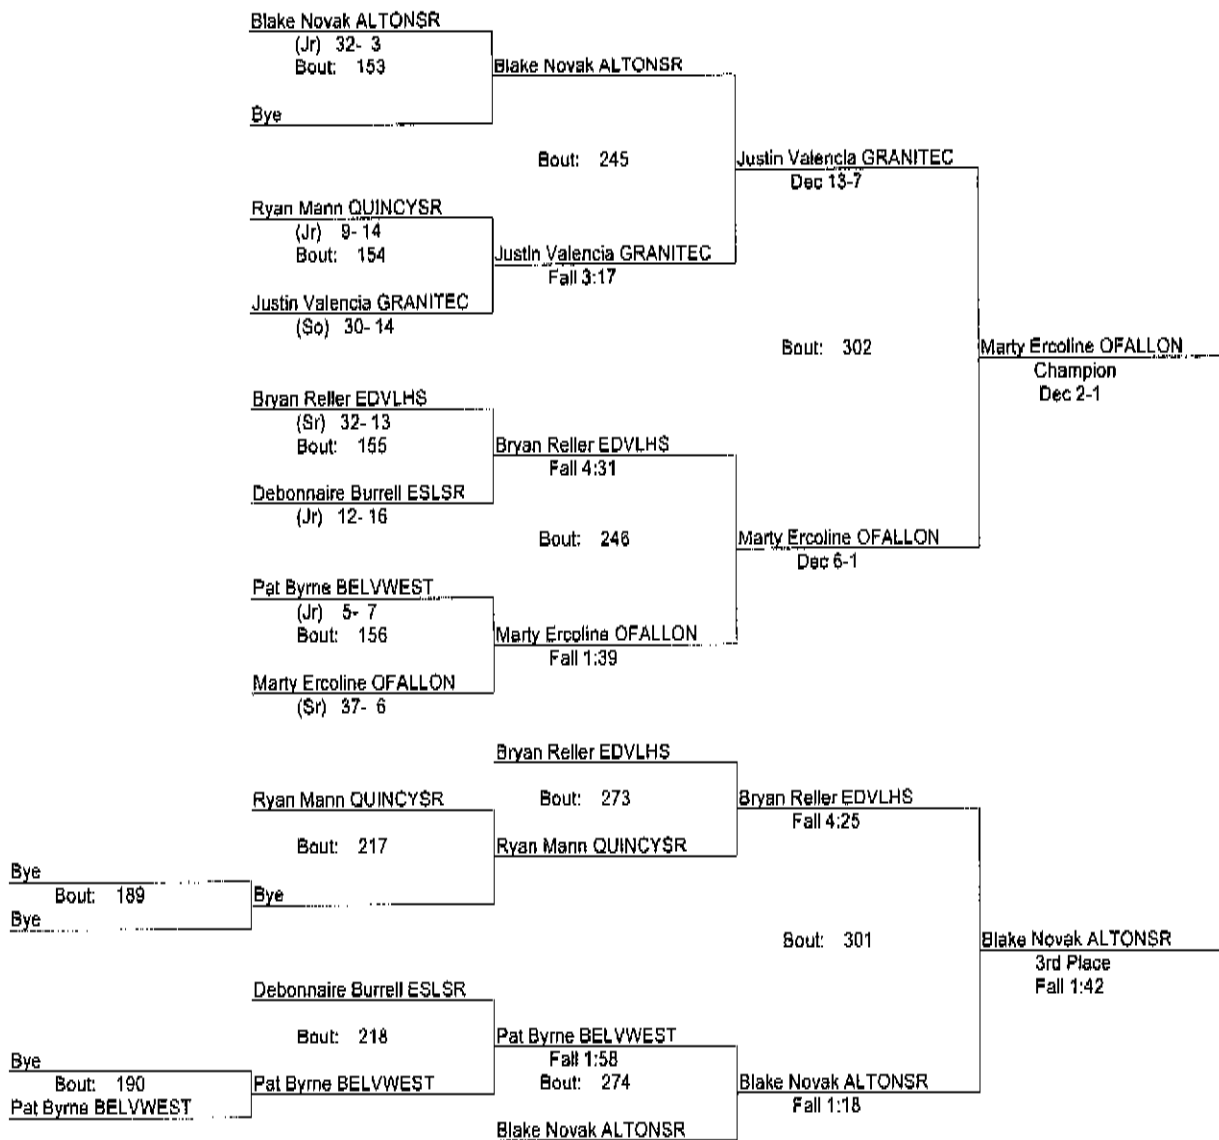 Blake Novak ALTONSR
(Jr) 32- 3
Bout: 153
Blake Novak ALTONSR
Bye
Bout: 245
Justin Valencia GRANITEC
Dec 13-7
Ryan Mann QUINCYSR
(Jr) 9- 14
Bout: 154
Justin Valencia GRANITEC
Fall 3:17
Justin Valencia GRANITEC
(So) 30- 14
Bout: 302
Marty Ercoline OFALLON
Champion
Dec 2-1
Bryan Reller EDVLHS
(Sr) 32- 13
Bout: 155
Bryan Reller EDVLHS
Fall 4:31
Debonnaire Burrell ESLSR
(Jr) 12- 16
Bout: 246
Marty Ercoline OFALLON
Dec 6-1
Pat Byrne BELVWEST
(Jr) 5- 7
Bout: 156
Marty Ercoline OFALLON
Fall 1:39
Marty Ercoline OFALLON
(Sr) 37- 6
Bryan Reller EDVLHS
Ryan Mann QUINCYSR
Bout: 273
Bryan Reller EDVLHS
Fall 4:25
Bout: 217
Ryan Mann QUINCYSR
Bye
Bout: 189
Bye
Bye
Bout: 301
Blake Novak ALTONSR
3rd Place
Fall 1:42
Debonnaire Burrell ESLSR
Bout: 218
Pat Byrne BELVWEST
Fall 1:58
Bye
Bout: 190
Pat Byrne BELVWEST
Pat Byrne BELVWEST
Bout: 274
Blake Novak ALTONSR
Fall 1:18
Blake Novak ALTONSR